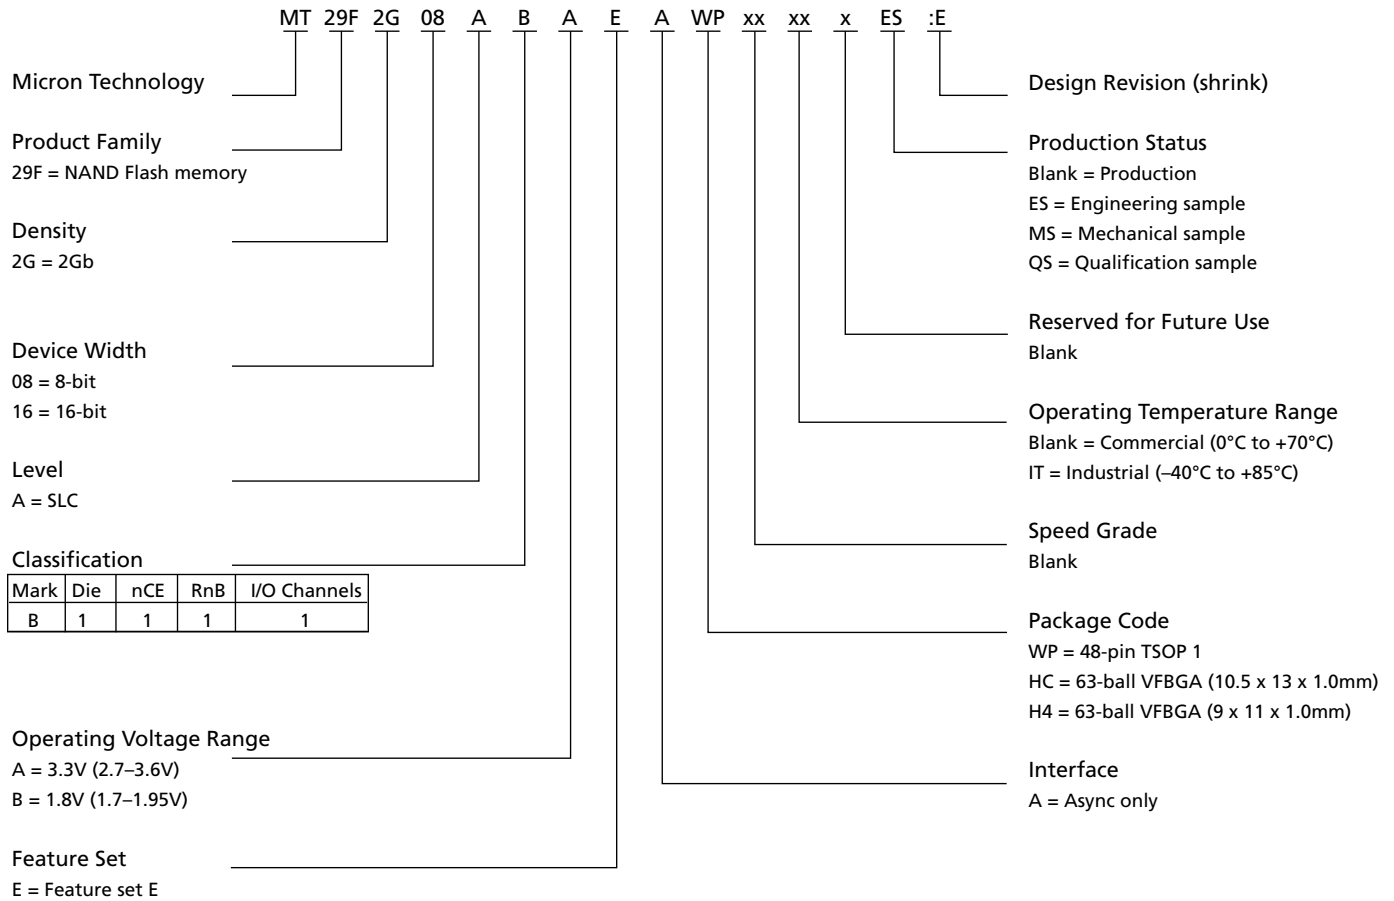 MT 29F 2G 08 A B A E A WP xx xx x ES :E
Micron Technology
Product Family
29F = NAND Flash memory
Density
2G = 2Gb
Device Width
08 = 8-bit
16 = 16-bit
Level
A = SLC
Classification
Mark Die nCE RnB I/O Channels
B 1 1 1 1
Operating Voltage Range
A = 3.3V (2.7–3.6V)
B = 1.8V (1.7–1.95V)
Feature Set
E = Feature set E
Design Revision (shrink)
Production Status
Blank = Production
ES = Engineering sample
MS = Mechanical sample
QS = Qualification sample
Reserved for Future Use
Blank
Operating Temperature Range
Blank = Commercial (0°C to +70°C)
IT = Industrial (–40°C to +85°C)
Speed Grade
Blank
Package Code
WP = 48-pin TSOP 1
HC = 63-ball VFBGA (10.5 x 13 x 1.0mm)
H4 = 63-ball VFBGA (9 x 11 x 1.0mm)
Interface
A = Async only